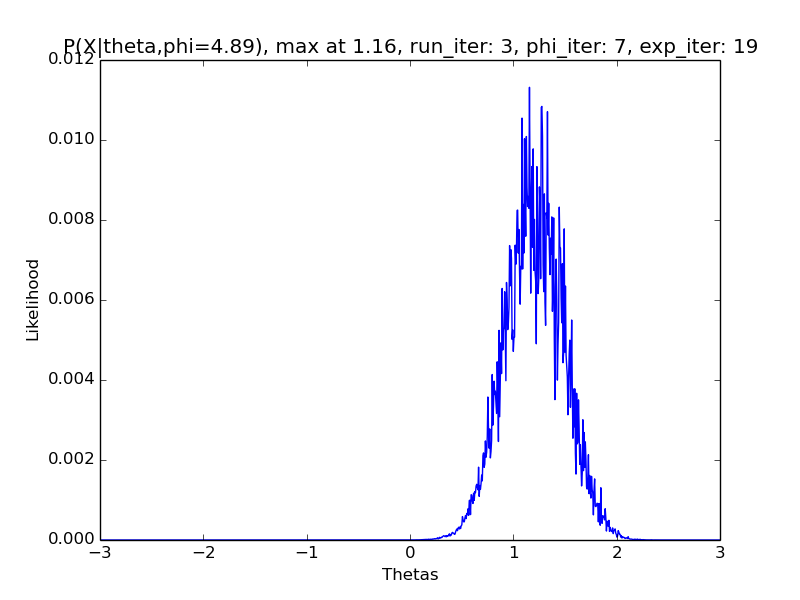 P(X|theta,phi=4.89), max at 1.16, run_iter: 3, phi_iter: 7, exp_iter: 19
0.012
0.010
0.008
0.006
0.004
0.002
0.000
Likelihood
−3 −2 −1 0 1 2 3
Thetas